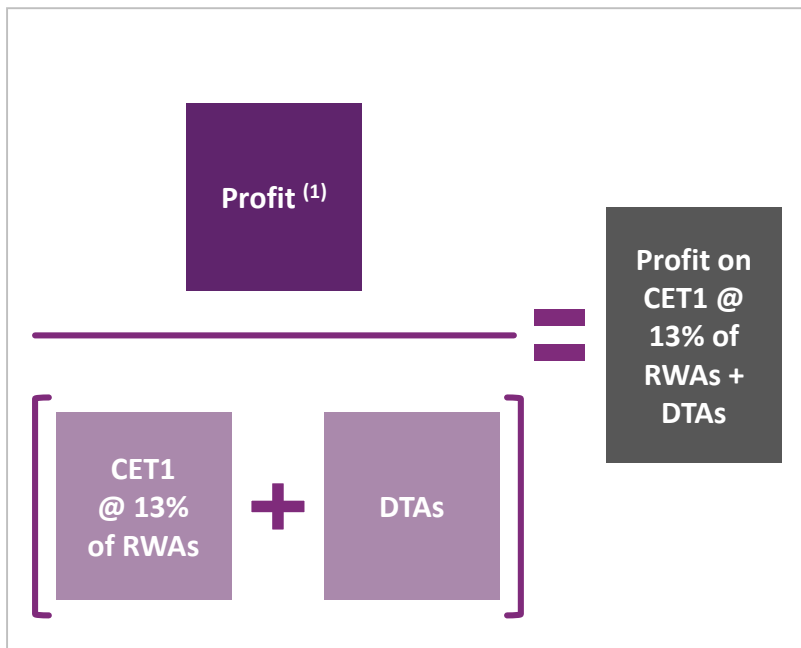 Profit (1)
Profit on
CET1 @
13% of
RWAs +
DTAs
CET1
@ 13%
of RWAs
DTAs